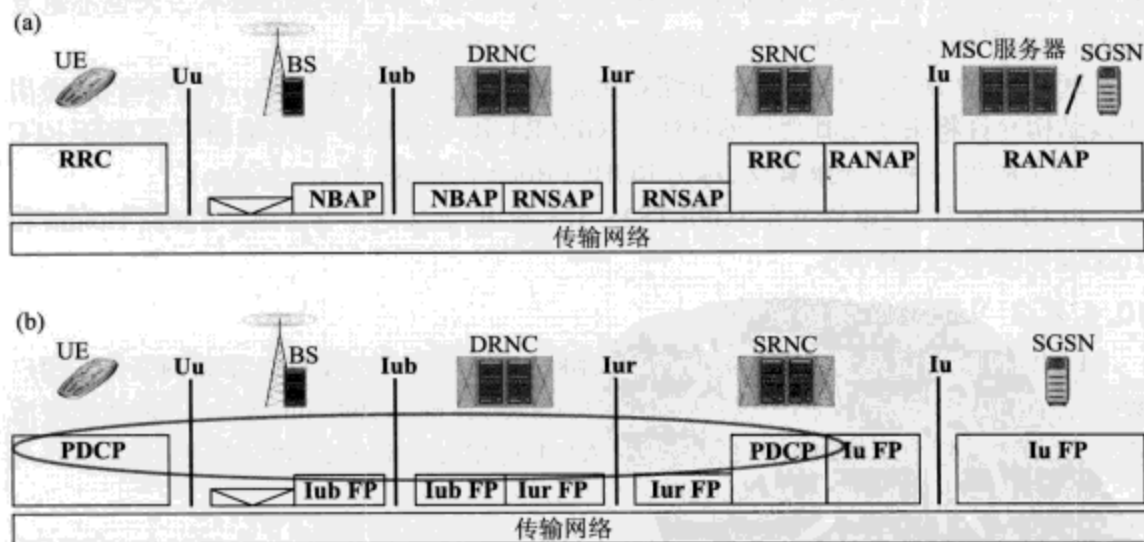 (a)
UE Uu BS Iub DRNC Iur SRNC Iu MSC服务器 SGSN
RRC NBAP NBAP RNSAP RNSAP RRC RANAP RANAP
传输网络
(b)
UE Uu BS Iub DRNC Iur SRNC Iu SGSN
PDCP Iub FP Iub FP Iur FP Iur FP PDCP Iu FP Iu FP
传输网络